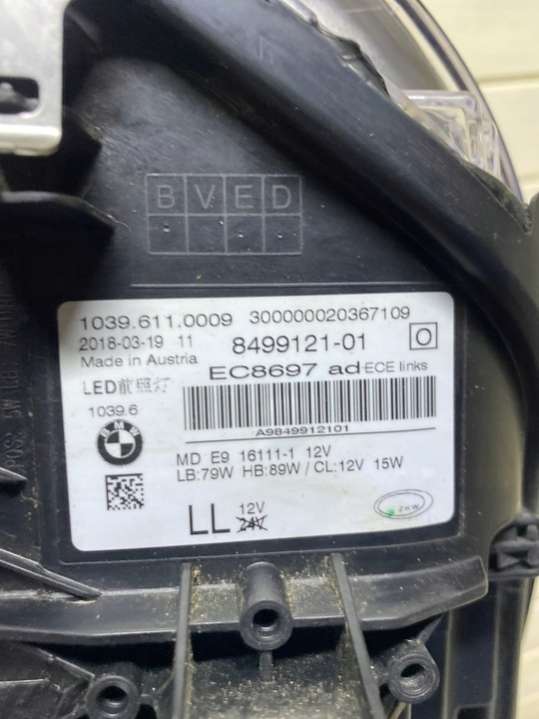 B V E D
1039.611.0009 300000020367109
2018-03-19 11 8499121-01 O
Made in Austria EC8697 ad ECE links
LED前照灯
1039.6
A9849912101
BMW
MD E9 16111-1 12V
LB:79W HB:89W / CL:12V 15W
LL 12V
24V
ZKW